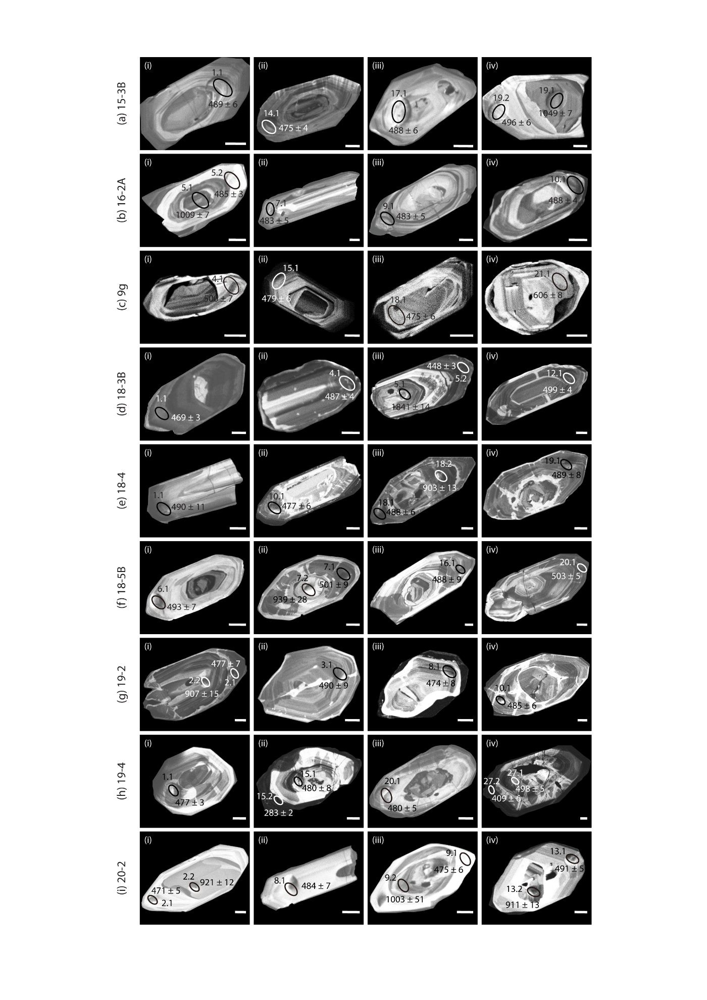 (a) 15-3B
(i)
1.1
489 ± 6
(ii)
14.1
475 ± 4
(iii)
17.1
488 ± 6
(iv)
19.2
496 ± 6
19.1
1049 ± 7
(b) 16-2A
(i)
5.2
485 ± 3
5.1
1009 ± 7
(ii)
7.1
483 ± 5
(iii)
9.1
483 ± 5
(iv)
10.1
488 ± 4
(c) 9g
(i)
4.1
500 ± 7
(ii)
15.1
479 ± 6
(iii)
18.1
475 ± 6
(iv)
21.1
606 ± 8
(d) 18-3B
(i)
1.1
469 ± 3
(ii)
4.1
487 ± 4
(iii)
448 ± 3
5.2
5.1
1841 ± 14
(iv)
12.1
499 ± 4
(e) 18-4
(i)
1.1
490 ± 11
(ii)
10.1
477 ± 6
(iii)
18.2
903 ± 13
18.1
488 ± 6
(iv)
19.1
489 ± 8
(f) 18-5B
(i)
6.1
493 ± 7
(ii)
7.1
501 ± 9
7.2
939 ± 28
(iii)
16.1
488 ± 9
(iv)
20.1
503 ± 5
(g) 19-2
(i)
477 ± 7
2.1
2.2
907 ± 15
(ii)
3.1
490 ± 9
(iii)
8.1
474 ± 8
(iv)
10.1
485 ± 6
(h) 19-4
(i)
1.1
477 ± 3
(ii)
15.1
480 ± 8
15.2
283 ± 2
(iii)
20.1
480 ± 5
(iv)
27.1
498 ± 5
27.2
409 ± 6
(i) 20-2
(i)
2.2
921 ± 12
471 ± 5
2.1
(ii)
8.1
484 ± 7
(iii)
9.1
475 ± 6
9.2
1003 ± 51
(iv)
13.1
491 ± 5
13.2
911 ± 13